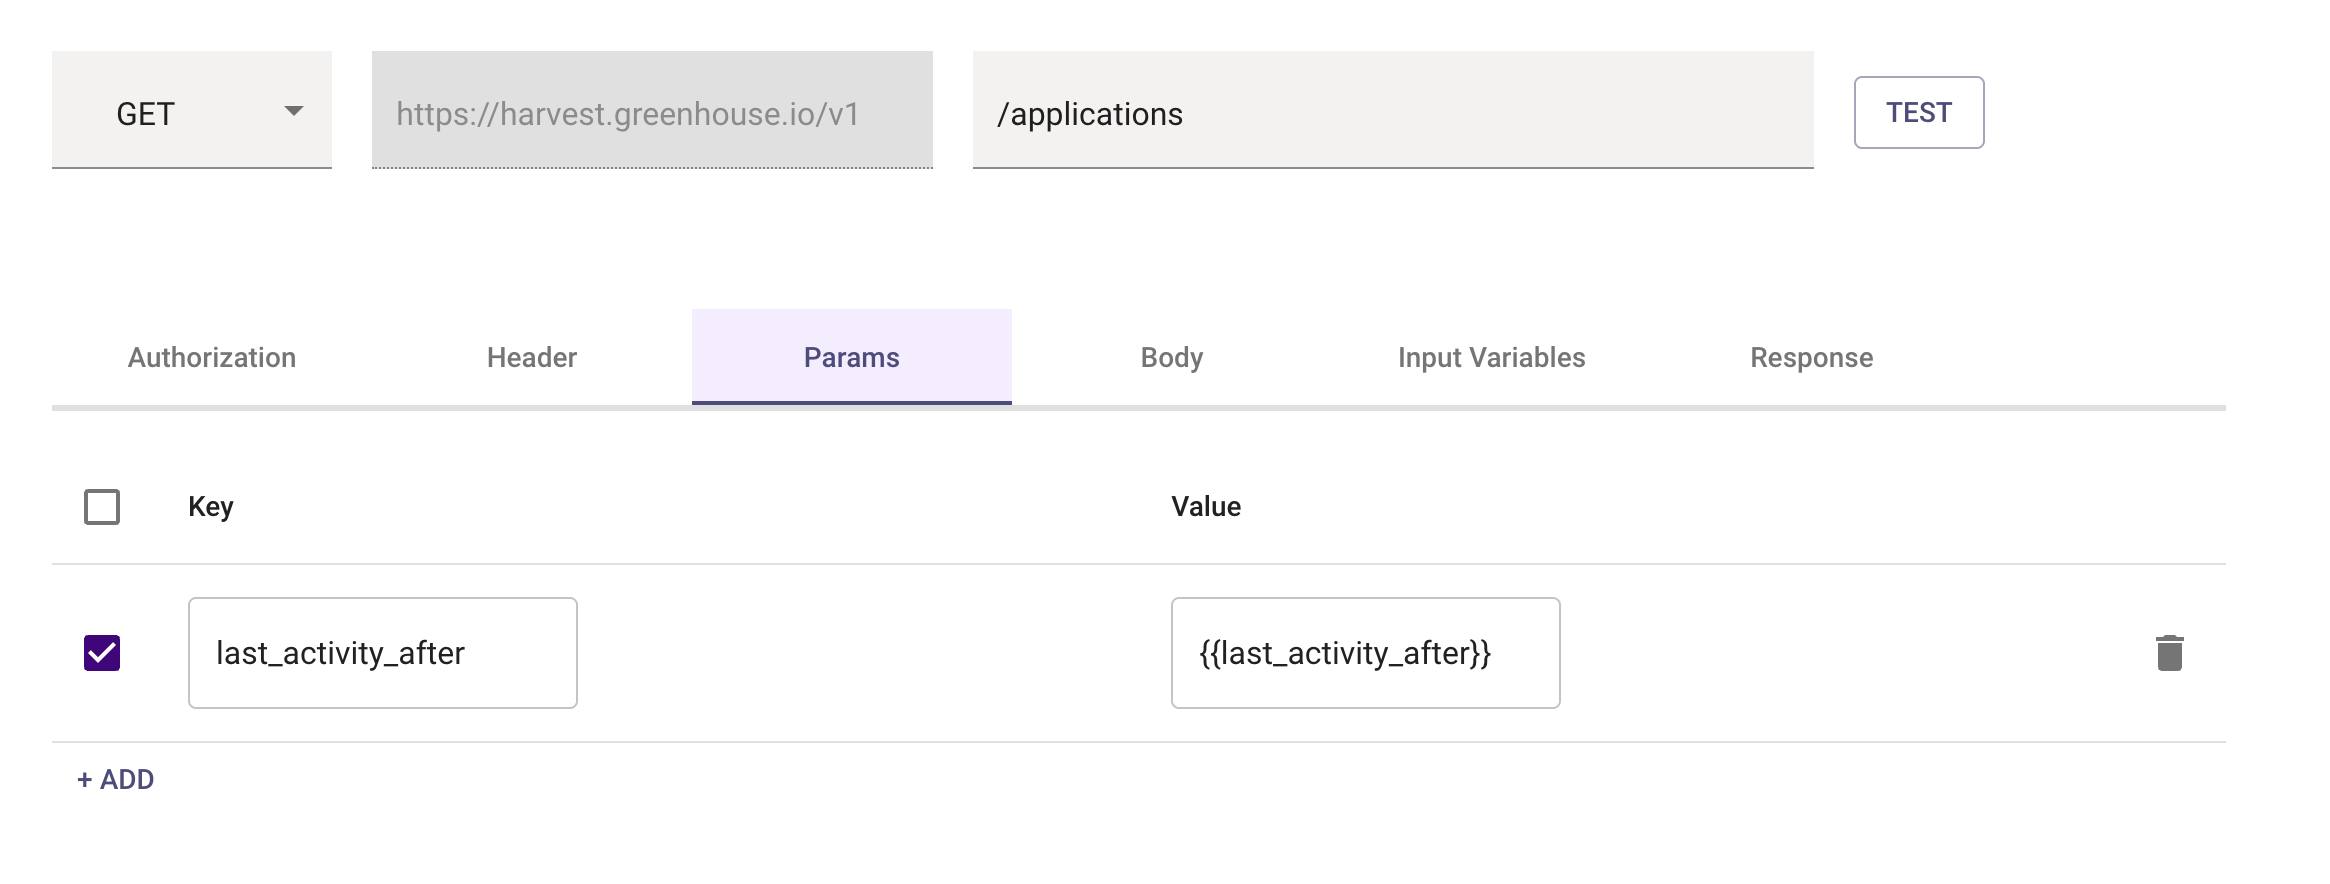 GET
https://harvest.greenhouse.io/v1
/applications
TEST
Authorization
Header
Params
Body
Input Variables
Response
Key
Value
last_activity_after
{{last_activity_after}}
+ ADD